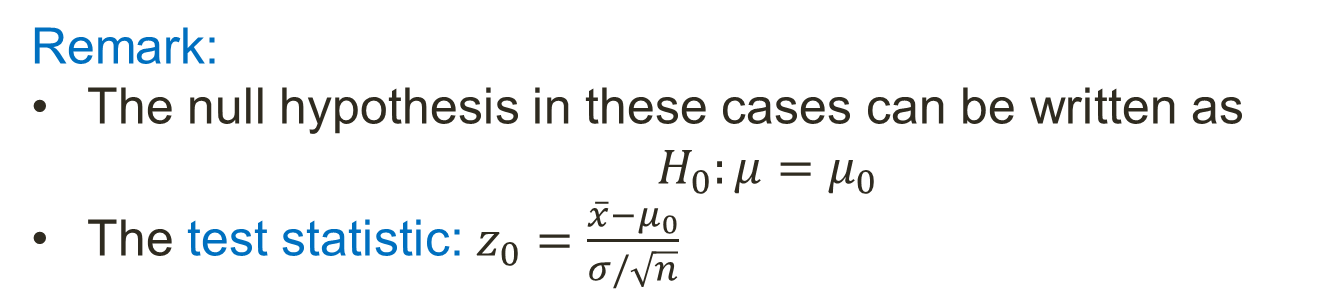 Remark:
• The null hypothesis in these cases can be written as
H₀: μ = μ₀
• The test statistic: z₀ = (x̄−μ₀)/(σ/√n)